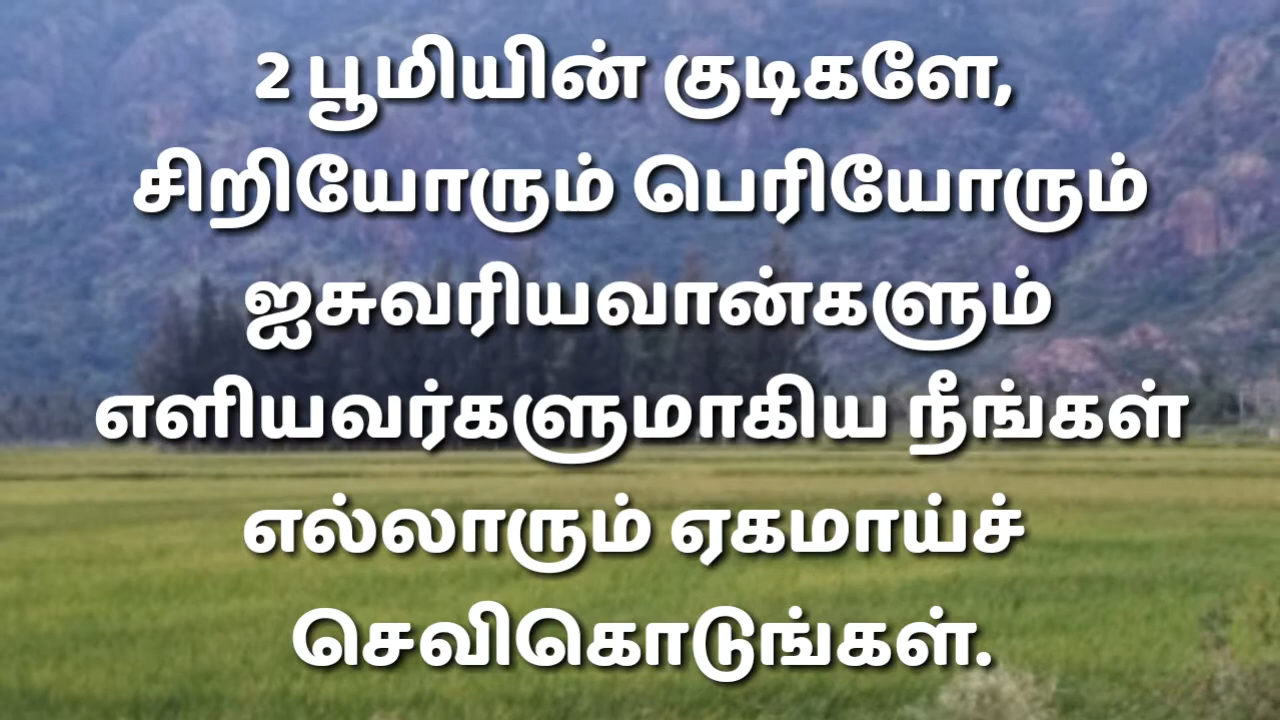 2 பூமியின் குடிகளே,
சிறியோரும் பெரியோரும்
ஐசுவரியவான்களும்
எளியவர்களுமாகிய நீங்கள்
எல்லாரும் ஏகமாய்ச்
செவிகொடுங்கள்.